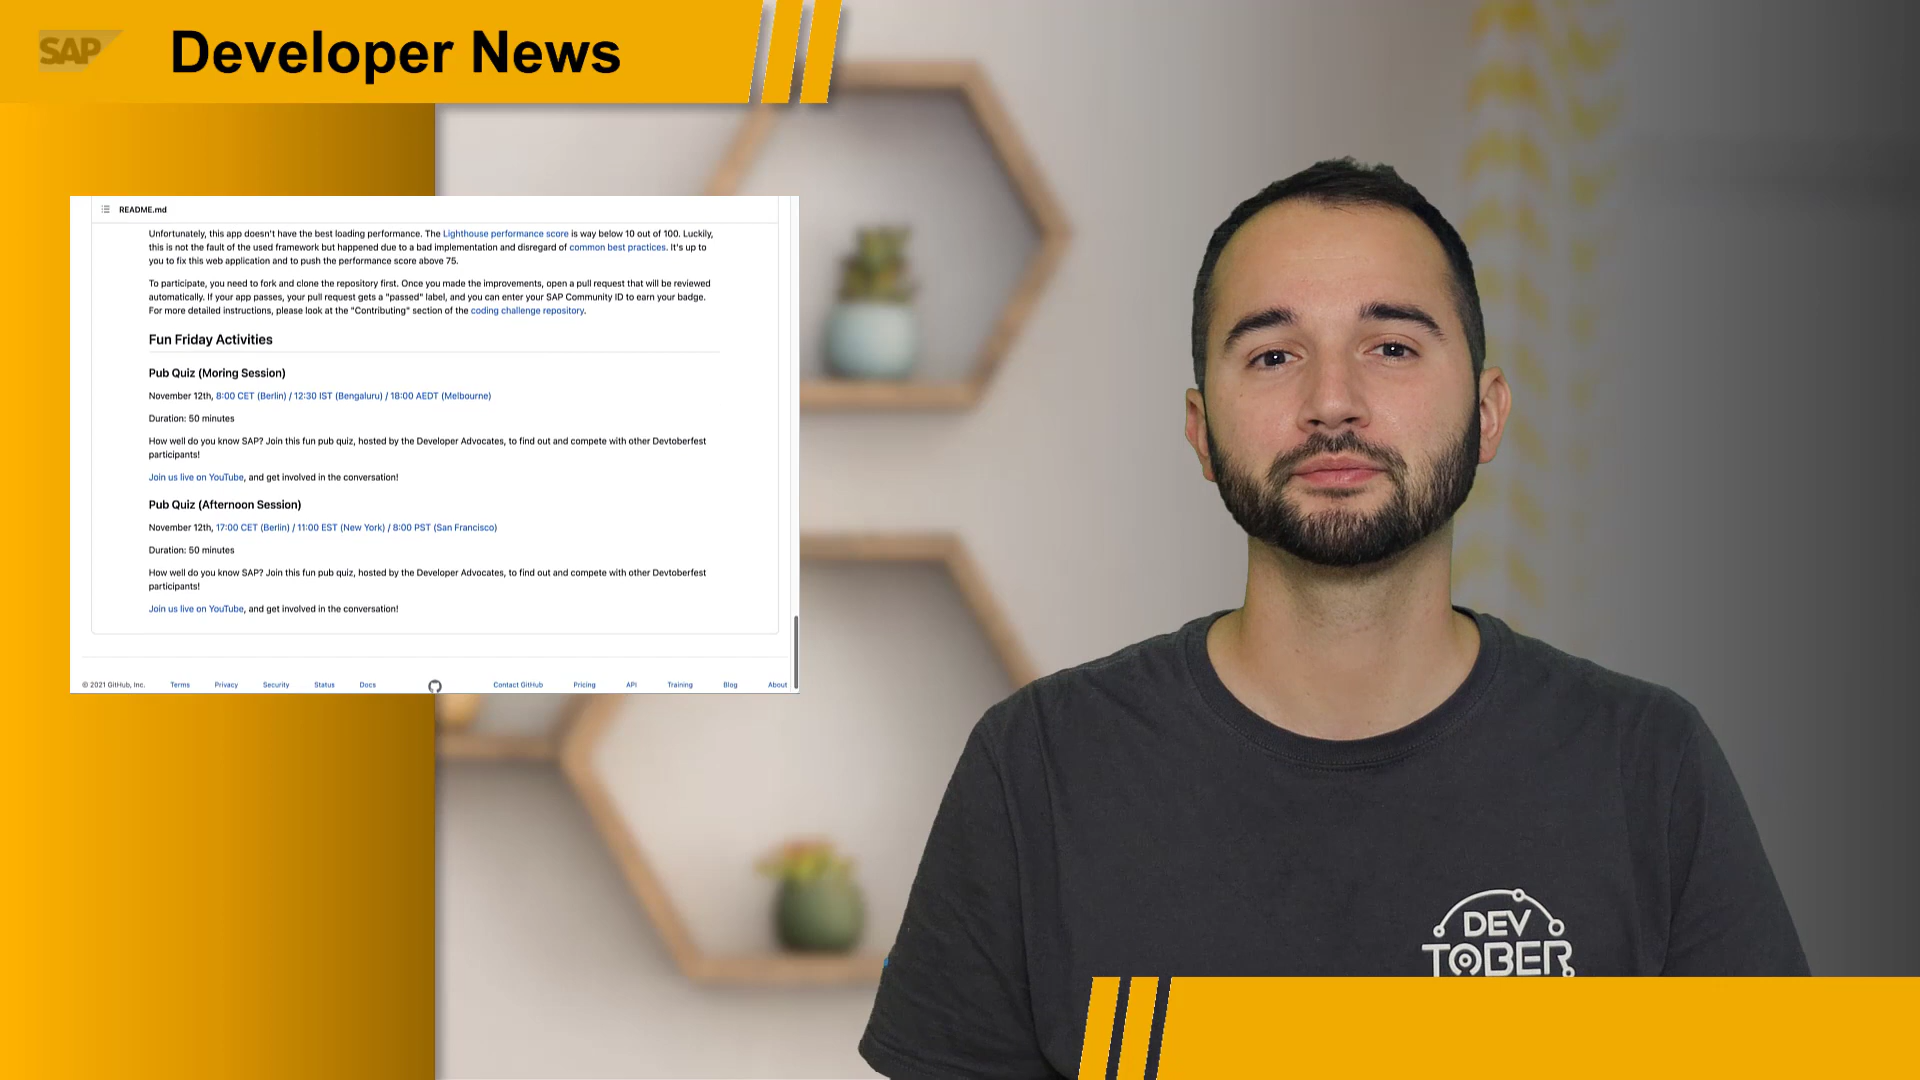 SAP
Developer News
README.md
Unfortunately, this app doesn't have the best loading performance. The Lighthouse performance score is way below 10 out of 100. Luckily,
this is not the fault of the used framework but happened due to a bad implementation and disregard of common best practices. It's up to
you to fix this web application and to push the performance score above 75.
To participate, you need to fork and clone the repository first. Once you made the improvements, open a pull request that will be reviewed
automatically. If your app passes, your pull request gets a "passed" label, and you can enter your SAP Community ID to earn your badge.
For more detailed instructions, please look at the "Contributing" section of the coding challenge repository.
Fun Friday Activities
Pub Quiz (Moring Session)
November 12th, 8:00 CET (Berlin) / 12:30 IST (Bengaluru) / 18:00 AEDT (Melbourne)
Duration: 50 minutes
How well do you know SAP? Join this fun pub quiz, hosted by the Developer Advocates, to find out and compete with other Devtoberfest
participants!
Join us live on YouTube, and get involved in the conversation!
Pub Quiz (Afternoon Session)
November 12th, 17:00 CET (Berlin) / 11:00 EST (New York) / 8:00 PST (San Francisco)
Duration: 50 minutes
How well do you know SAP? Join this fun pub quiz, hosted by the Developer Advocates, to find out and compete with other Devtoberfest
participants!
Join us live on YouTube, and get involved in the conversation!
© 2021 GitHub, Inc. Terms Privacy Security Status Docs Contact GitHub Pricing API Training Blog About
DEV
TOBER